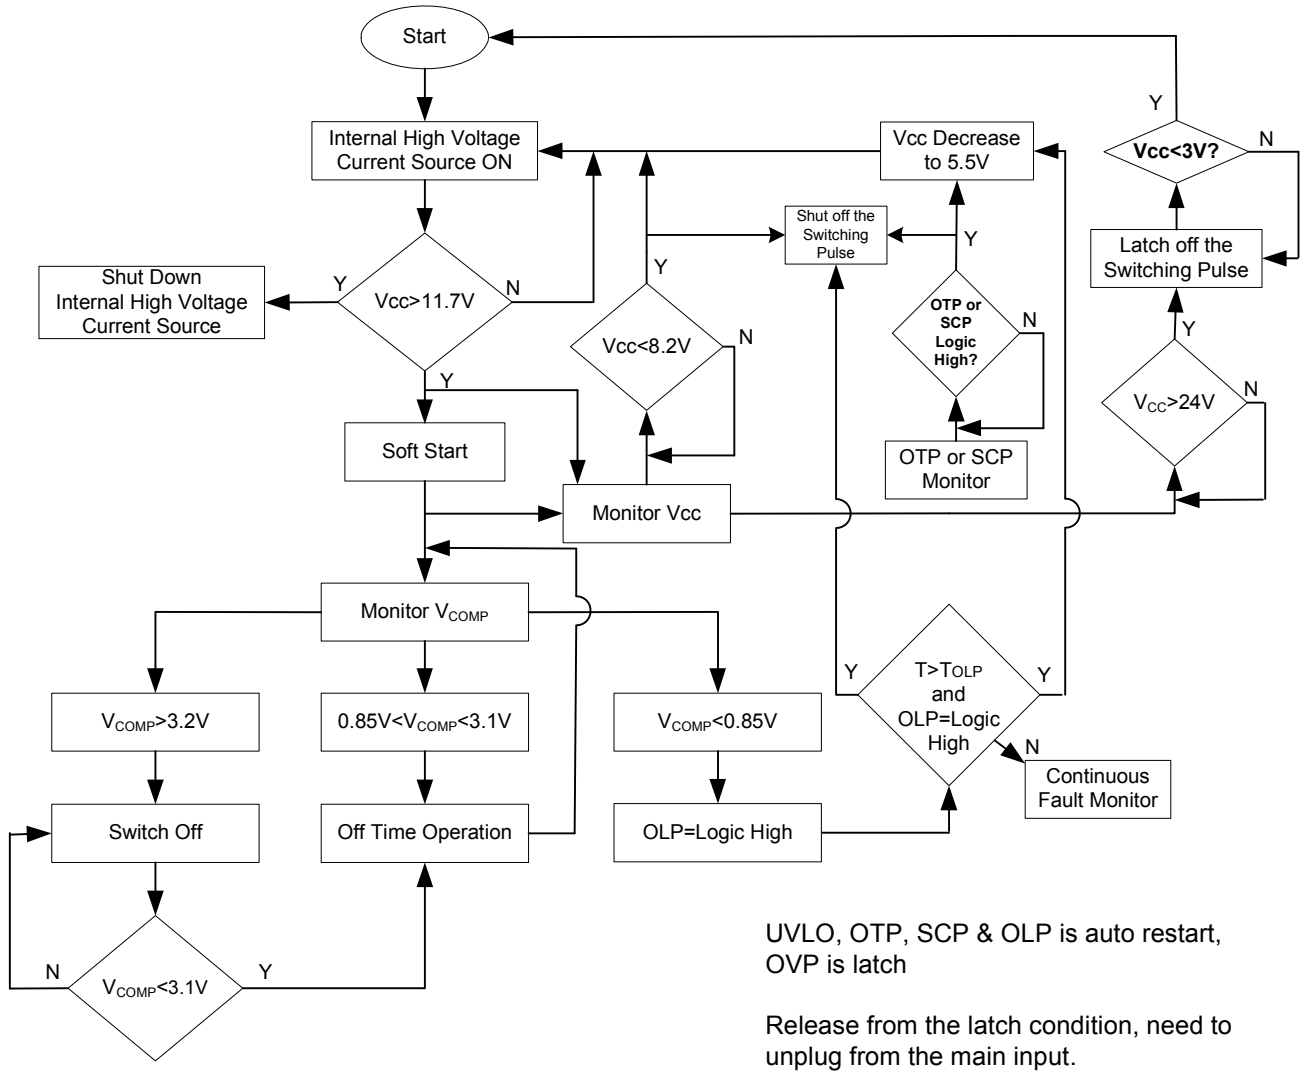 Start
Internal High Voltage
Current Source ON
Vcc Decrease
to 5.5V
Y
Vcc<3V?
N
Shut off the
Switching
Pulse
Y
Latch off the
Switching Pulse
Shut Down
Internal High Voltage
Current Source
Y
Vcc>11.7V
N
Y
Vcc<8.2V
N
OTP or
SCP
Logic
High?
N
Y
Y
VCC>24V
N
Soft Start
OTP or SCP
Monitor
Monitor Vcc
Monitor VCOMP
VCOMP>3.2V
0.85V<VCOMP<3.1V
VCOMP<0.85V
Y
T>TOLP
and
OLP=Logic
High
Y
N
Continuous
Fault Monitor
Switch Off
Off Time Operation
OLP=Logic High
N
VCOMP<3.1V
Y
UVLO, OTP, SCP & OLP is auto restart,
OVP is latch
Release from the latch condition, need to
unplug from the main input.